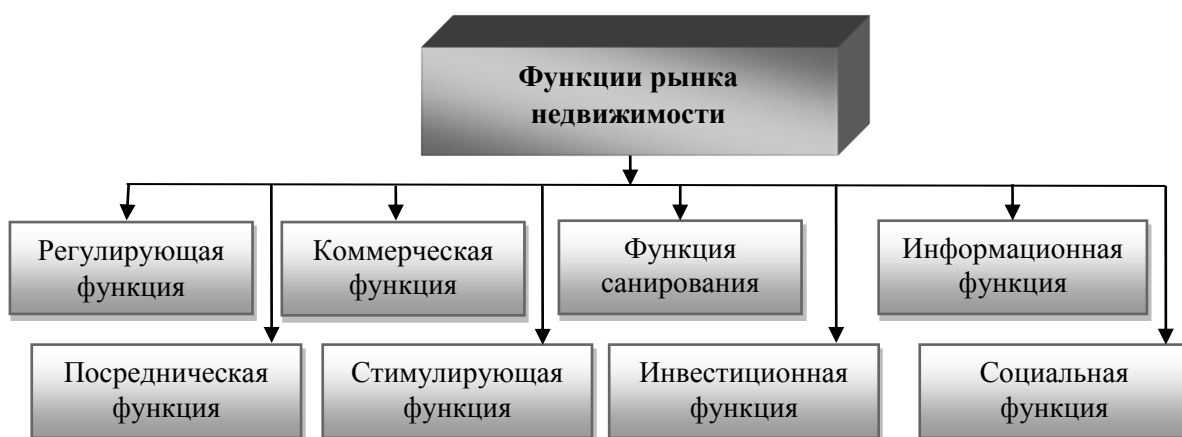 Функции рынка
недвижимости
Регулирующая
функция
Коммерческая
функция
Функция
санирования
Информационная
функция
Посредническая
функция
Стимулирующая
функция
Инвестиционная
функция
Социальная
функция